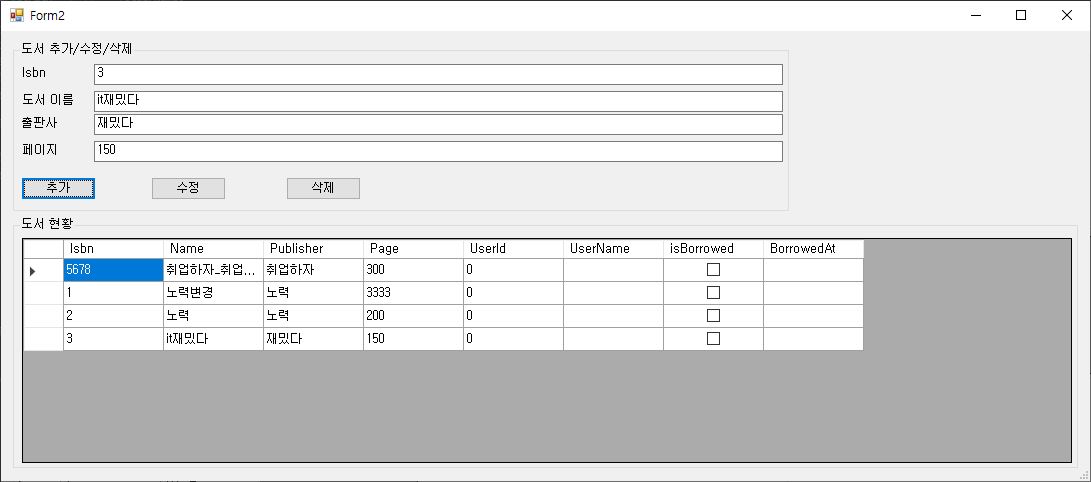 Form2
도서 추가/수정/삭제
Isbn 3
도서 이름 it재밌다
출판사 재밌다
페이지 150
추가 수정 삭제
도서 현황
Isbn Name Publisher Page UserId UserName isBorrowed BorrowedAt
5678 취업하자_취업... 취업하자 300 0
1 노력변경 노력 3333 0
2 노력 노력 200 0
3 it재밌다 재밌다 150 0